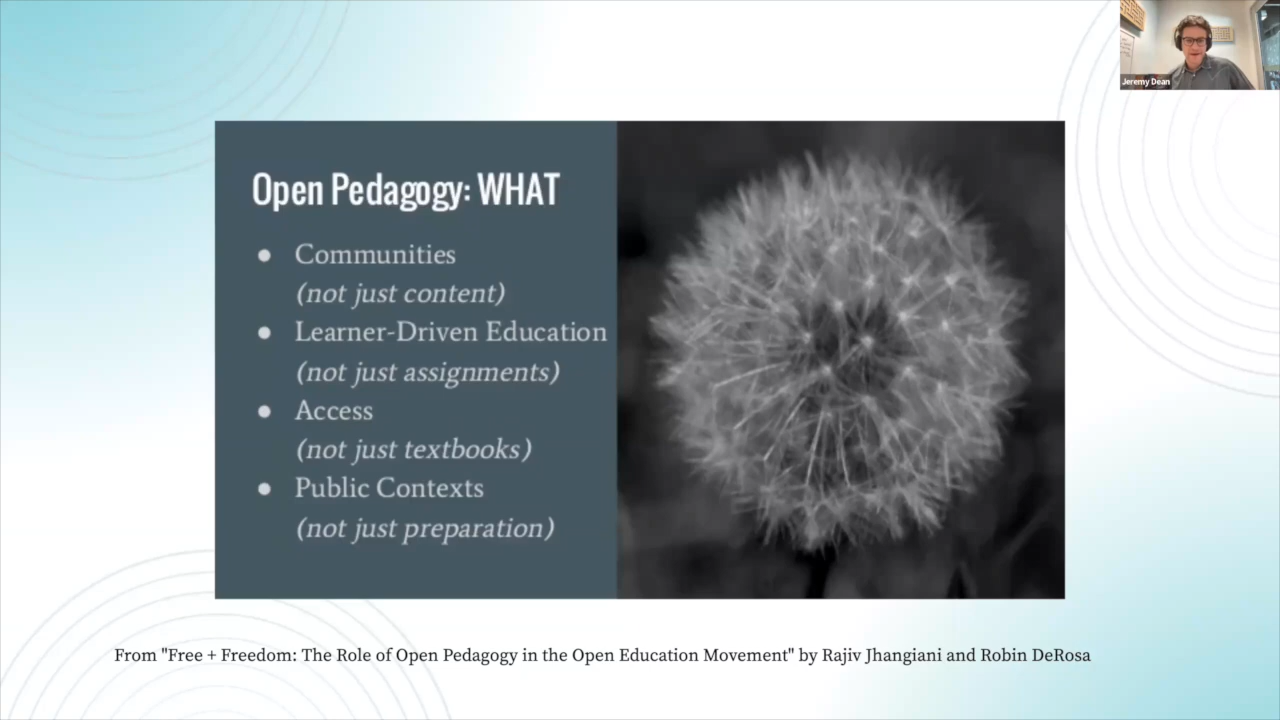 Jeremy Dean
Open Pedagogy: WHAT
● Communities
(not just content)
● Learner-Driven Education
(not just assignments)
● Access
(not just textbooks)
● Public Contexts
(not just preparation)
From "Free + Freedom: The Role of Open Pedagogy in the Open Education Movement" by Rajiv Jhangiani and Robin DeRosa